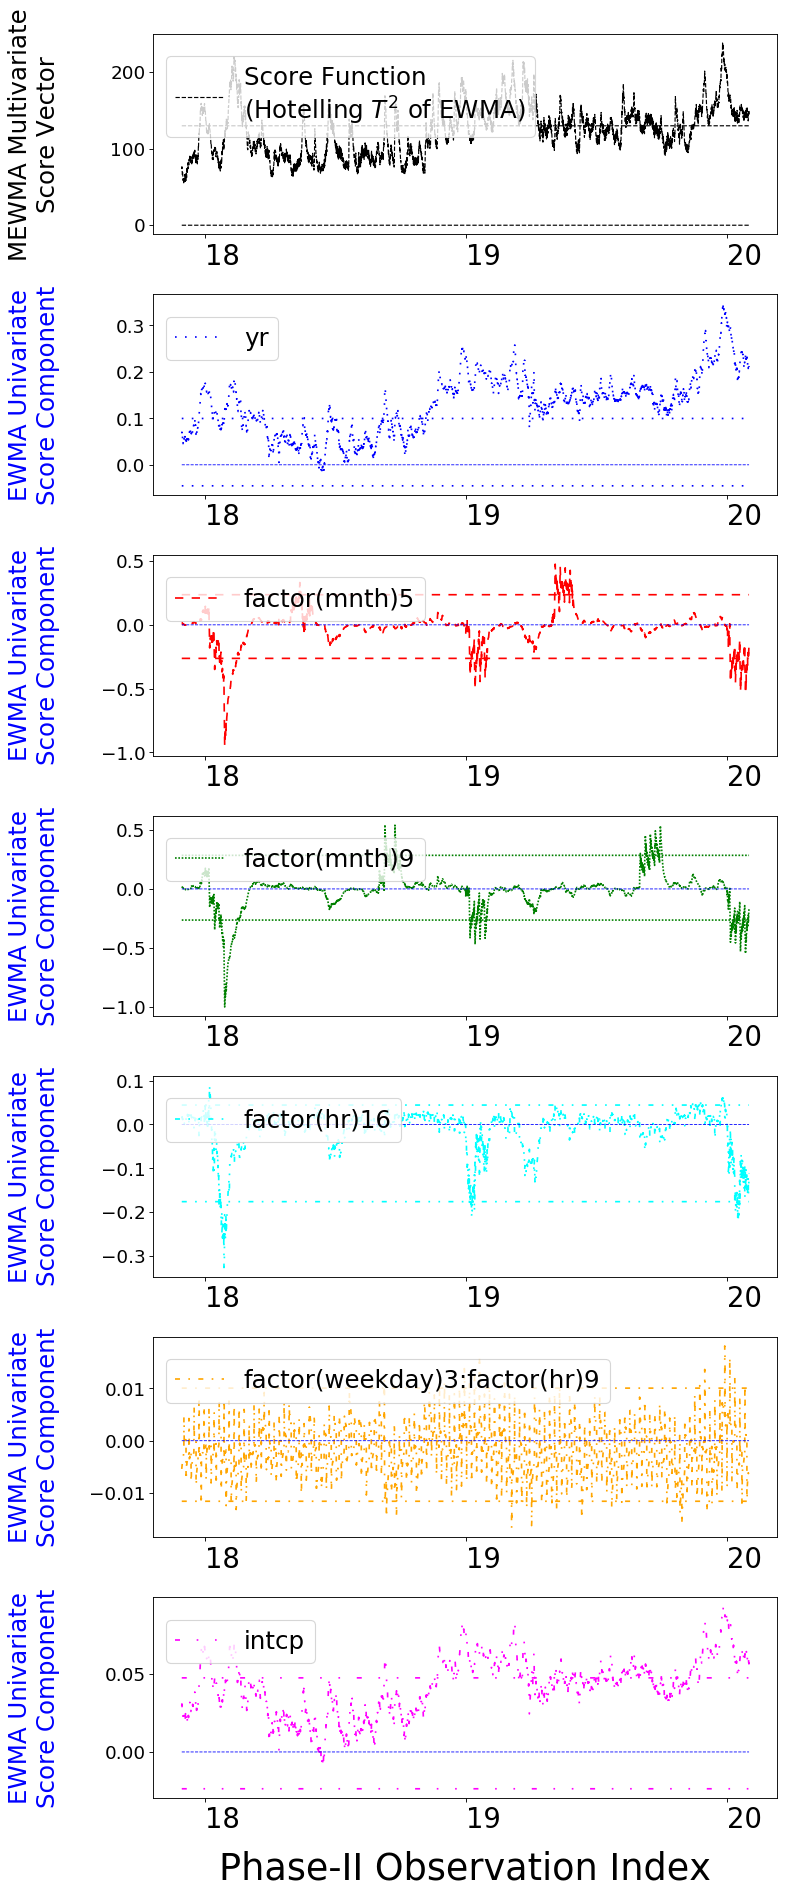 MEWMA Multivariate
Score Vector
200
100
0
Score Function
(Hotelling T² of EWMA)
18 19 20
EWMA Univariate
Score Component
0.3
0.2
0.1
0.0
yr
18 19 20
EWMA Univariate
Score Component
0.5
0.0
−0.5
−1.0
factor(mnth)5
18 19 20
EWMA Univariate
Score Component
0.5
0.0
−0.5
−1.0
factor(mnth)9
18 19 20
EWMA Univariate
Score Component
0.1
0.0
−0.1
−0.2
−0.3
factor(hr)16
18 19 20
EWMA Univariate
Score Component
0.01
0.00
−0.01
factor(weekday)3:factor(hr)9
18 19 20
EWMA Univariate
Score Component
0.05
0.00
intcp
18 19 20
Phase-II Observation Index